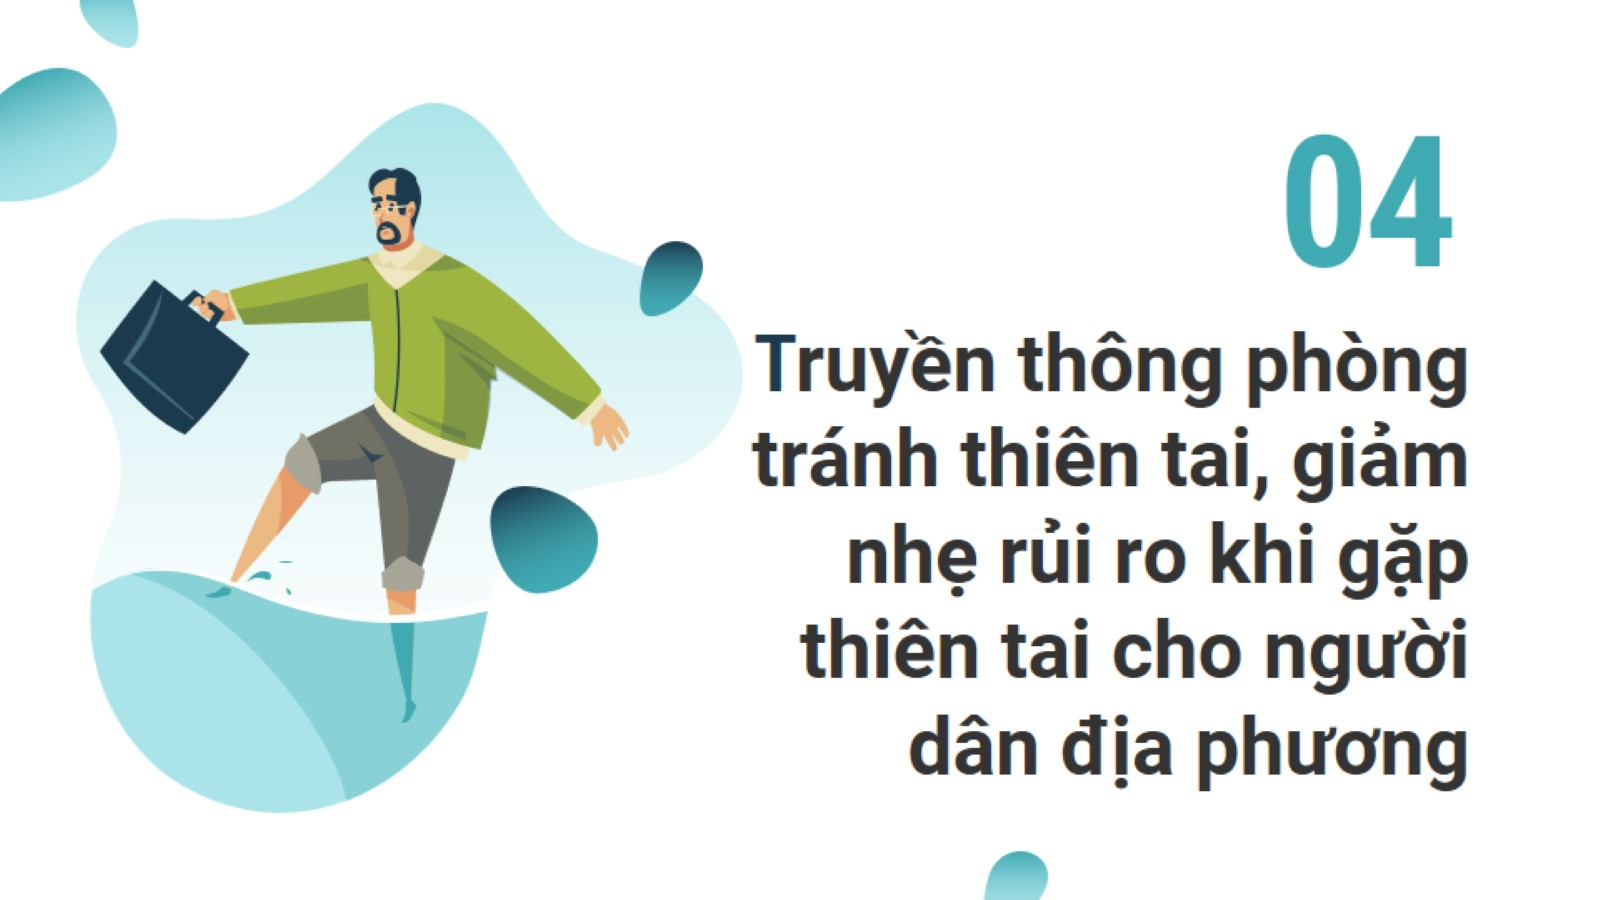 04
Truyền thông phòng
tránh thiên tai, giảm
nhẹ rủi ro khi gặp
thiên tai cho người
dân địa phương